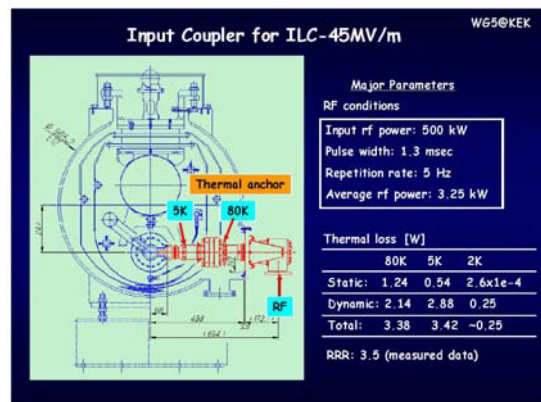 WG5@KEK
Input Coupler for ILC-45MV/m
Thermal anchor
5K
80K
RF
Major Parameters
RF conditions
Input rf power: 500 kW
Pulse width: 1.3 msec
Repetition rate: 5 Hz
Average rf power: 3.25 kW
Thermal loss [W]
80K 5K 2K
Static: 1.24 0.54 2.6x1e-4
Dynamic: 2.14 2.88 0.25
Total: 3.38 3.42 ~0.25
RRR: 3.5 (measured data)